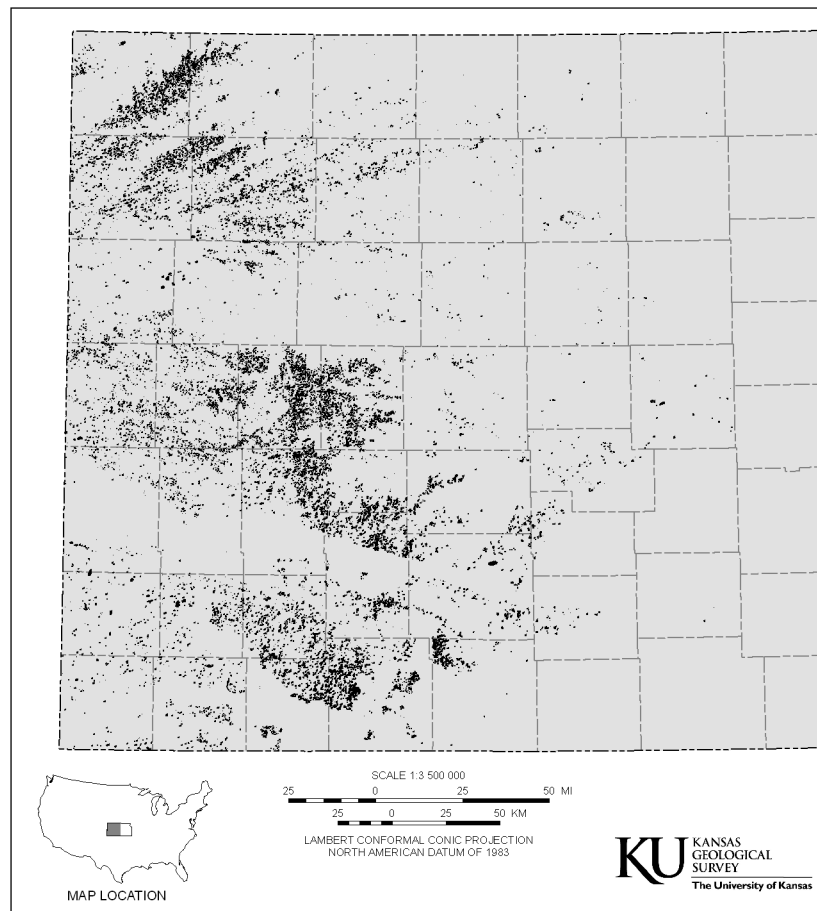 SCALE 1:3 500 000
25 0 25 50 MI
25 0 25 50 KM
LAMBERT CONFORMAL CONIC PROJECTION
NORTH AMERICAN DATUM OF 1983
MAP LOCATION
KU KANSAS
GEOLOGICAL
SURVEY
The University of Kansas